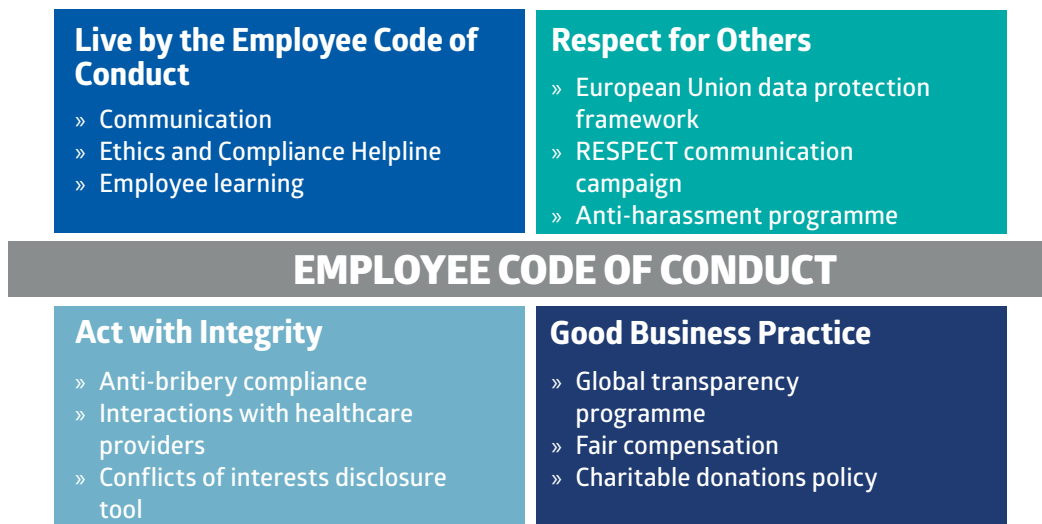 Live by the Employee Code of
Conduct
» Communication
» Ethics and Compliance Helpline
» Employee learning
Respect for Others
» European Union data protection
framework
» RESPECT communication
campaign
» Anti-harassment programme
EMPLOYEE CODE OF CONDUCT
Act with Integrity
» Anti-bribery compliance
» Interactions with healthcare
providers
» Conflicts of interests disclosure
tool
Good Business Practice
» Global transparency
programme
» Fair compensation
» Charitable donations policy